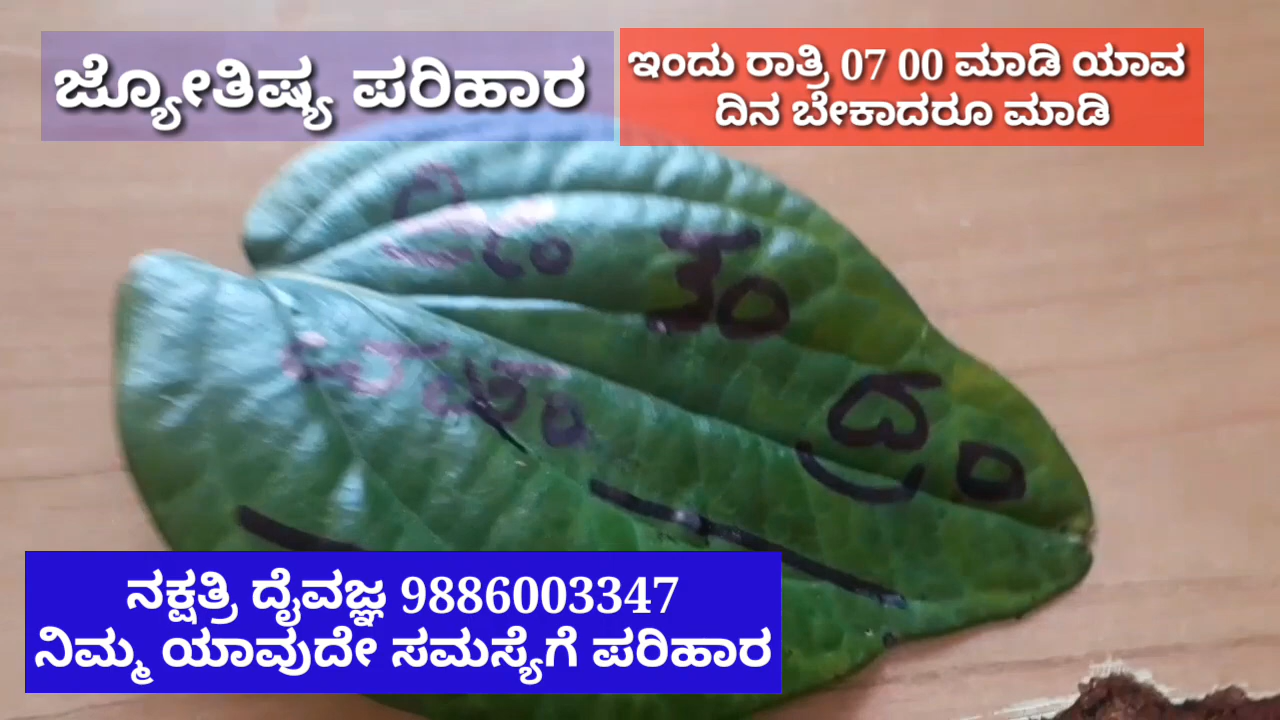 ಜ್ಯೋತಿಷ್ಯ ಪರಿಹಾರ
ಇಂದು ರಾತ್ರಿ 07 00 ಮಾಡಿ ಯಾವ
ದಿನ ಬೇಕಾದರೂ ಮಾಡಿ
ತಂ
ದ್ರಂ
ನಕ್ಷತ್ರಿ ದೈವಜ್ಞ 9886003347
ನಿಮ್ಮ ಯಾವುದೇ ಸಮಸ್ಯೆಗೆ ಪರಿಹಾರ